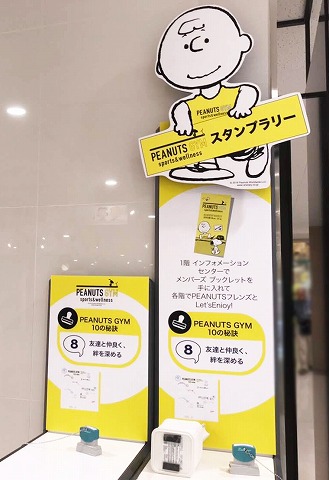 PEANUTS GYM
PEANUTS GYM
sports&wellness
スタンプラリー
PEANUTS GYM
1階 インフォメーション
センターで
メンバーズ ブックレットを
手に入れて
各階でPEANUTSフレンズと
Let'sEnjoy!
PEANUTS GYM
10の秘訣
8
友達と仲良く、
絆を深める
PEANUTS GYM
sports&wellness
PEANUTS GYM
10の秘訣
8
友達と仲良く、
絆を深める